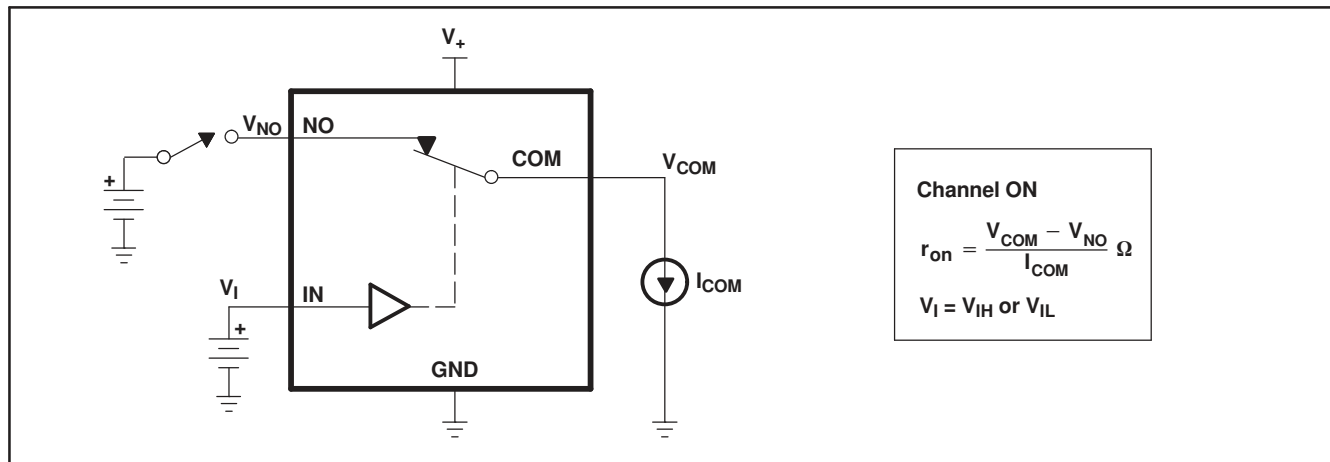 V+
VNO NO
COM
VCOM
+
ICOM
VI IN
+
GND
Channel ON
ron = VCOM − VNO / ICOM Ω
VI = VIH or VIL